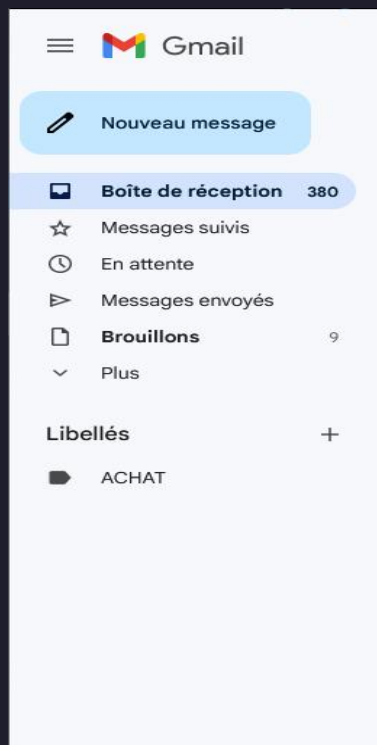 Gmail
Nouveau message
Boîte de réception 380
Messages suivis
En attente
Messages envoyés
Brouillons 9
Plus
Libellés
ACHAT